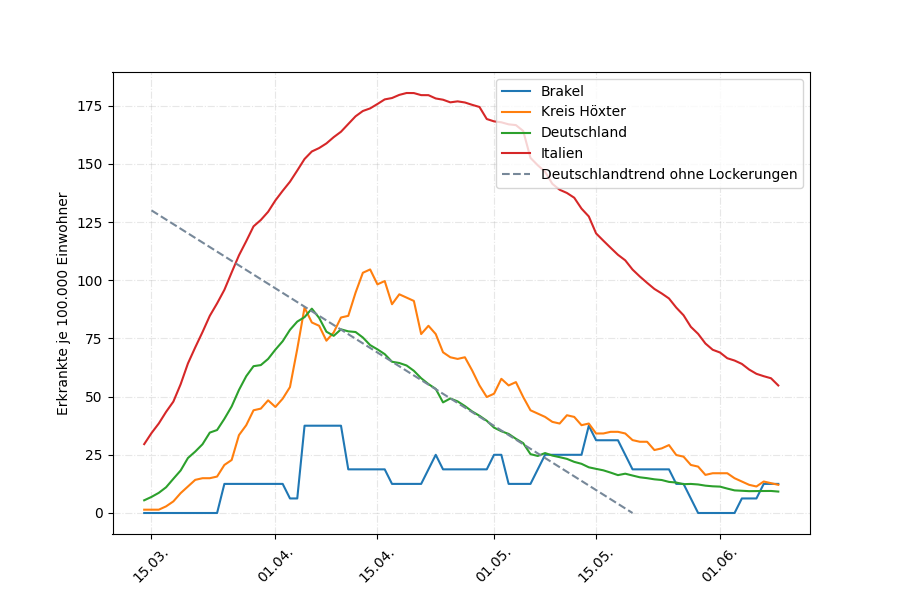 Erkrankte je 100.000 Einwohner
175
150
125
100
75
50
25
0
15.03.
01.04.
15.04.
01.05.
15.05.
01.06.
Brakel
Kreis Höxter
Deutschland
Italien
Deutschlandtrend ohne Lockerungen